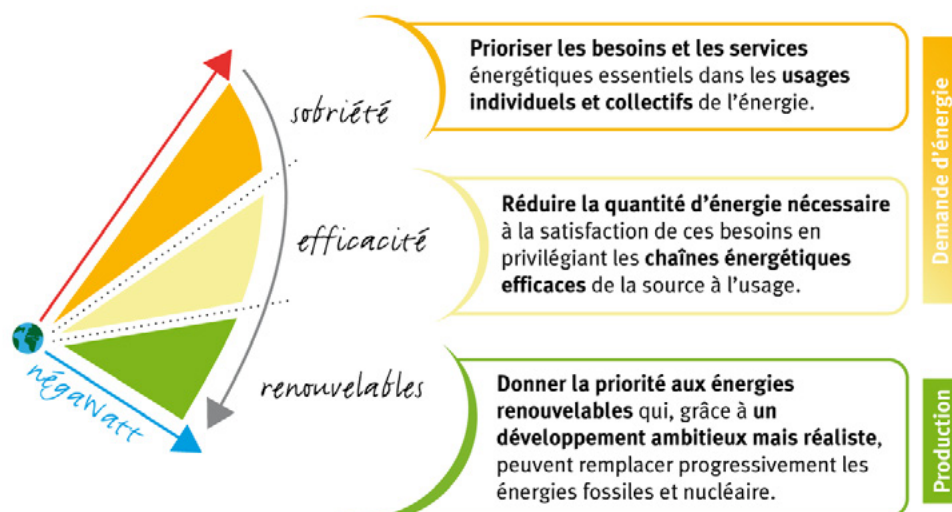 Prioriser les besoins et les services
énergétiques essentiels dans les usages
individuels et collectifs de l'énergie.
sobriété
Demande d'énergie
Réduire la quantité d'énergie nécessaire
à la satisfaction de ces besoins en
privilégiant les chaînes énergétiques
efficaces de la source à l'usage.
efficacité
négaWatt
renouvelables
Donner la priorité aux énergies
renouvelables qui, grâce à un
développement ambitieux mais réaliste,
peuvent remplacer progressivement les
énergies fossiles et nucléaire.
Production